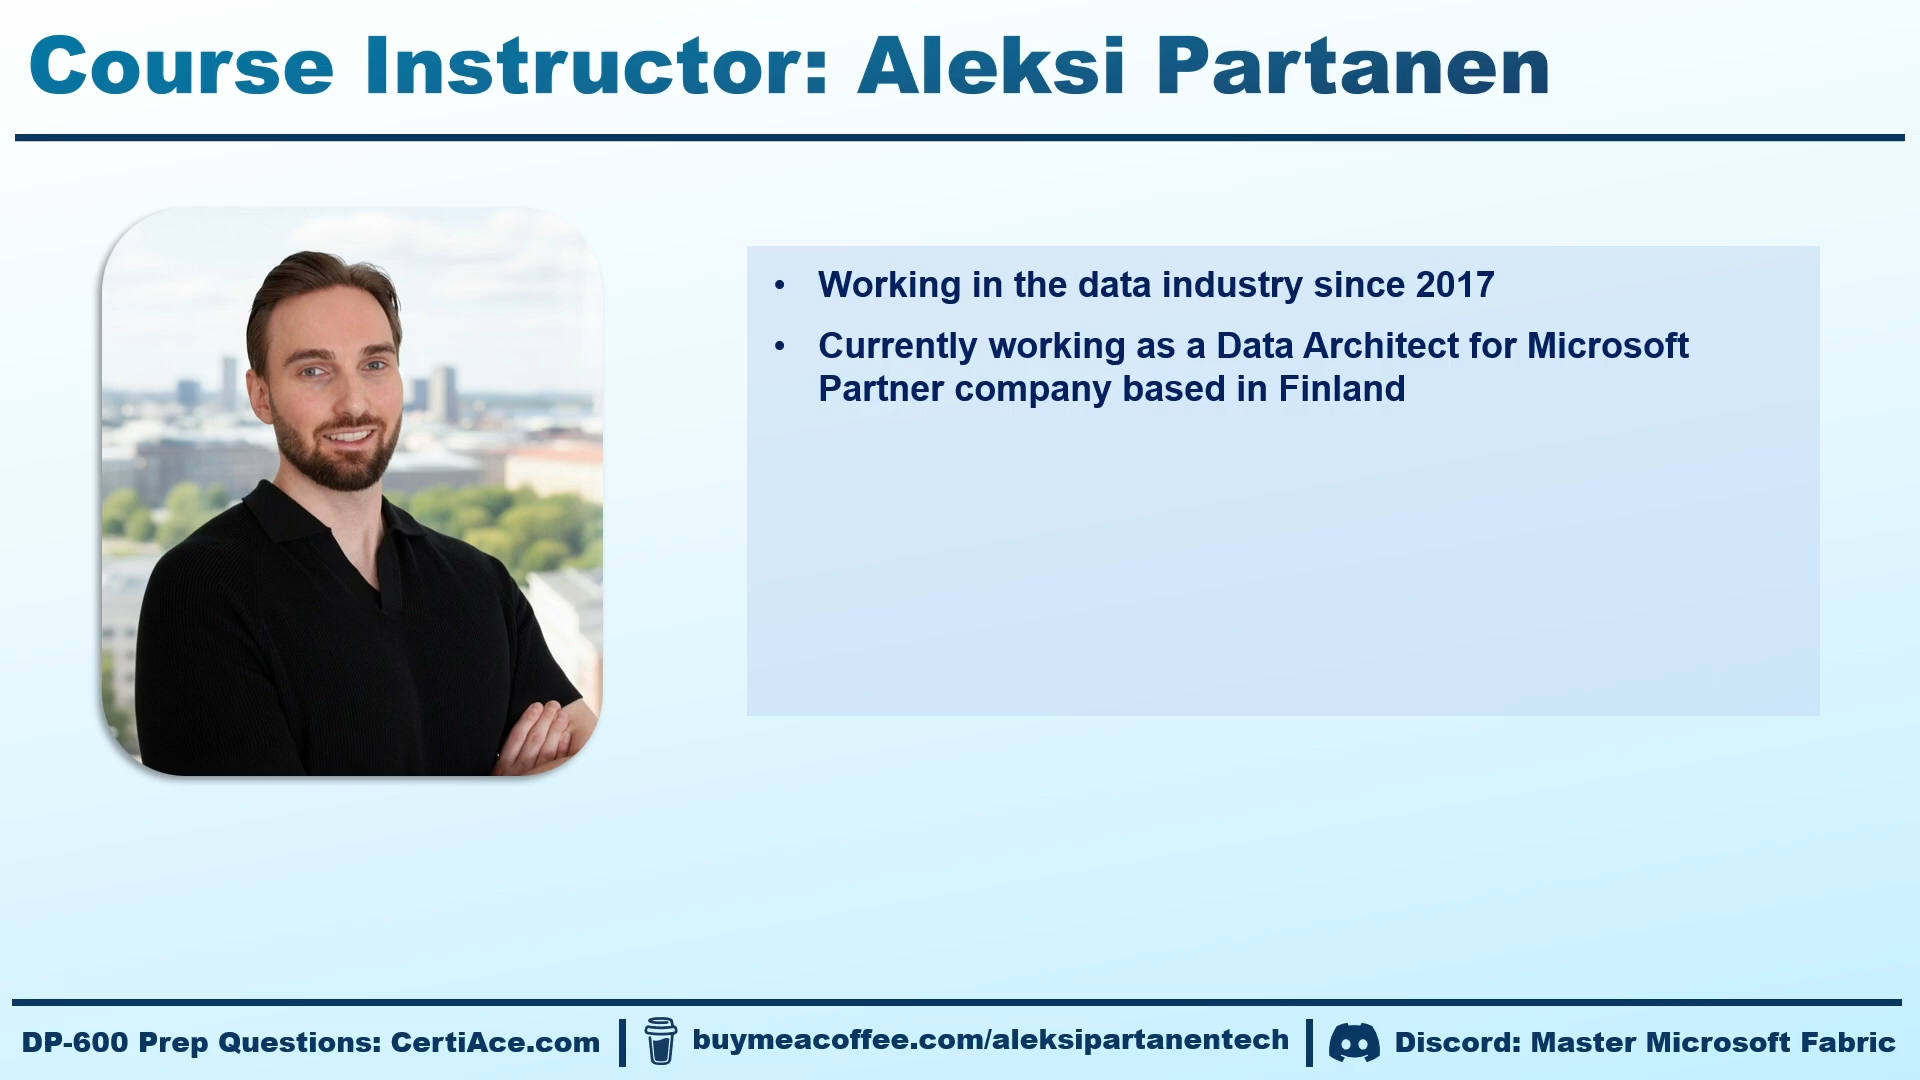 Course Instructor: Aleksi Partanen
• Working in the data industry since 2017
• Currently working as a Data Architect for Microsoft
Partner company based in Finland
DP-600 Prep Questions: CertiAce.com
buymeacoffee.com/aleksipartanentech
Discord: Master Microsoft Fabric